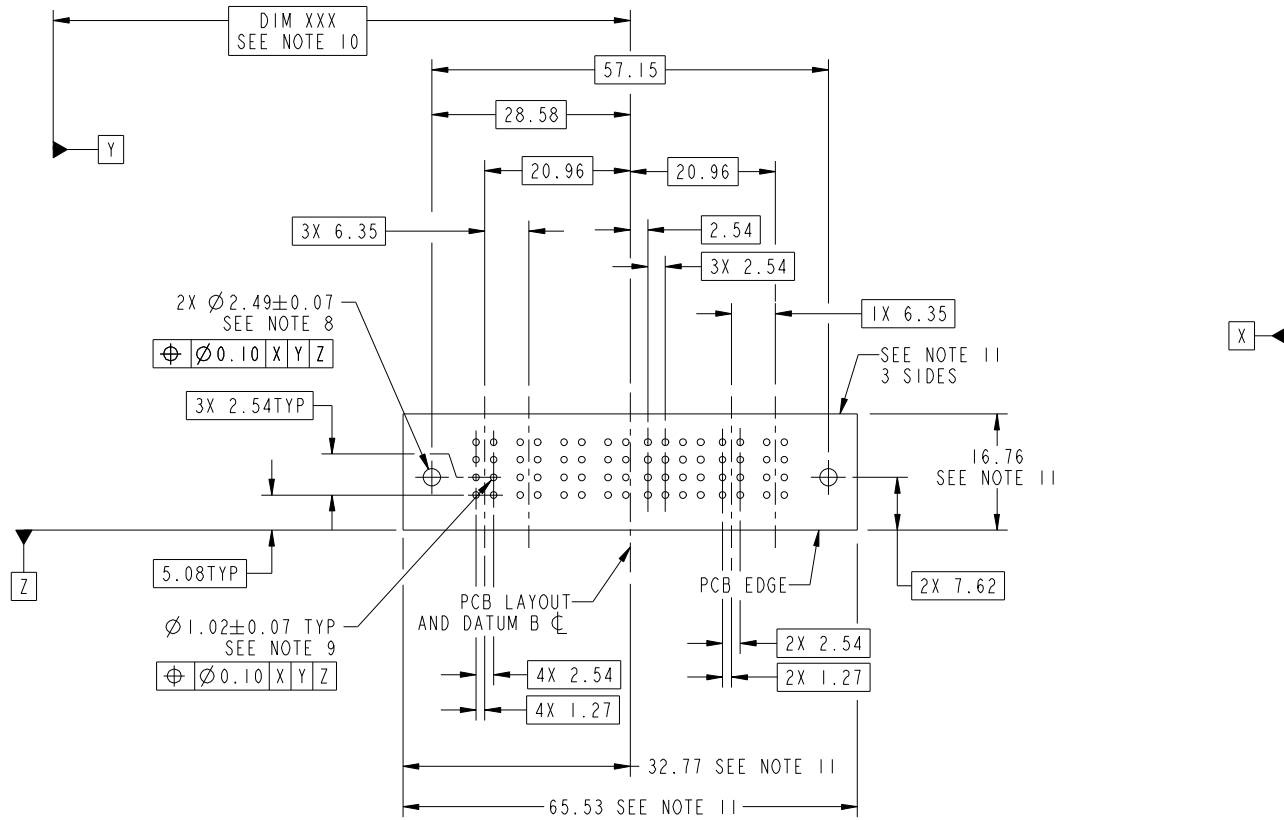 DIM XXX
SEE NOTE 10
57.15
28.58
Y
20.96
20.96
3X 6.35
2.54
3X 2.54
2X Ø2.49±0.07
SEE NOTE 8
⌖ Ø0.10 X Y Z
1X 6.35
X
SEE NOTE 11
3 SIDES
3X 2.54TYP
16.76
SEE NOTE 11
Z
5.08TYP
PCB LAYOUT
AND DATUM B ℄
PCB EDGE
2X 7.62
Ø1.02±0.07 TYP
SEE NOTE 9
⌖ Ø0.10 X Y Z
4X 2.54
4X 1.27
2X 2.54
2X 1.27
32.77 SEE NOTE 11
65.53 SEE NOTE 11